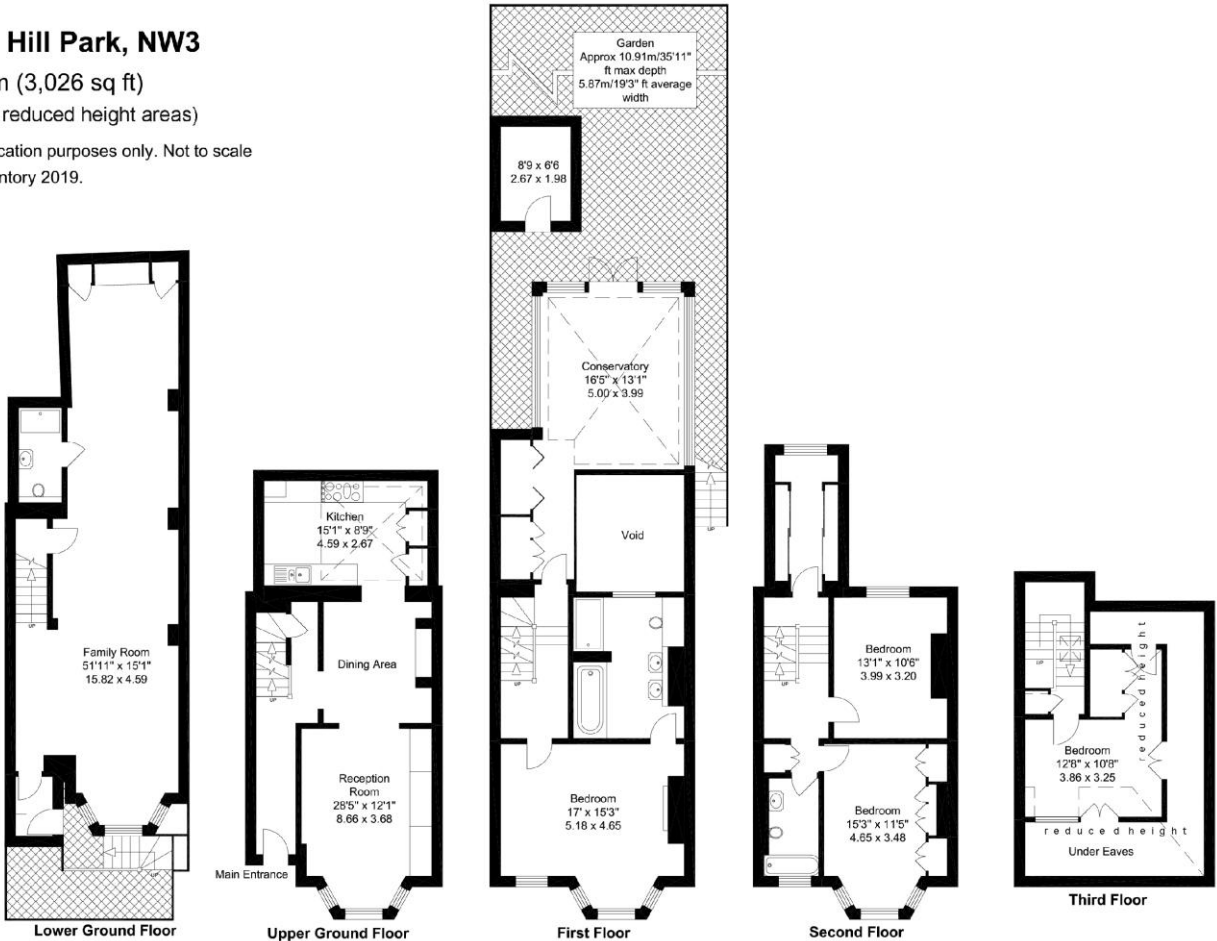 Hill Park, NW3
(3,026 sq ft)
reduced height areas)
purposes only. Not to scale
2019.
Garden
Approx 10.91m/35'11"
ft max depth
5.87m/19'3" ft average
width
8'9 x 6'6
2.67 x 1.98
Conservatory
16'5" x 13'1"
5.00 x 3.99
Void
UP
UP
Bedroom
17' x 15'3"
5.18 x 4.65
First Floor
Family Room
51'11" x 15'1"
15.82 x 4.59
UP
UP
Lower Ground Floor
Kitchen
15'1" x 8'9"
4.59 x 2.67
Dining Area
UP
Reception
Room
28'5" x 12'1"
8.66 x 3.68
Main Entrance
Upper Ground Floor
Bedroom
13'1" x 10'6"
3.99 x 3.20
UP
Bedroom
15'3" x 11'5"
4.65 x 3.48
Second Floor
UP
reduced height
Bedroom
12'8" x 10'8"
3.86 x 3.25
reduced height
Under Eaves
Third Floor